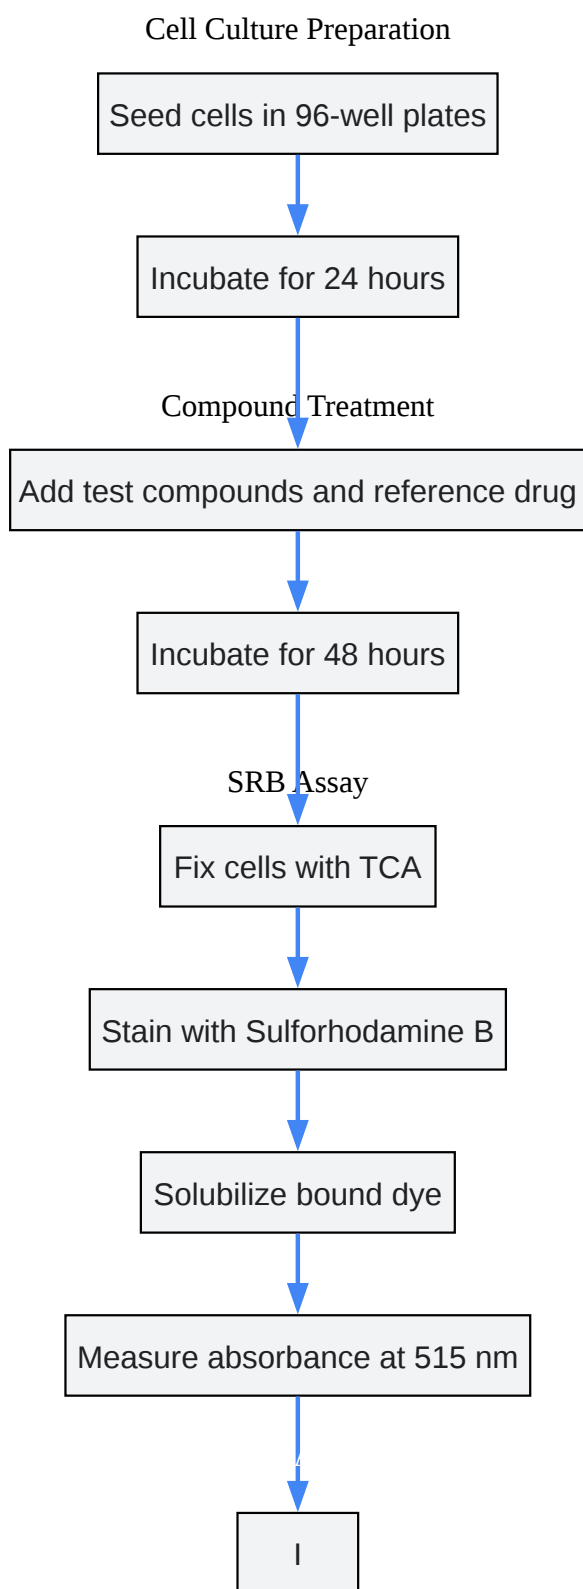 Cell Culture Preparation
Seed cells in 96-well plates
Incubate for 24 hours
Compound Treatment
Add test compounds and reference drug
Incubate for 48 hours
SRB Assay
Fix cells with TCA
Stain with Sulforhodamine B
Solubilize bound dye
Measure absorbance at 515 nm
I